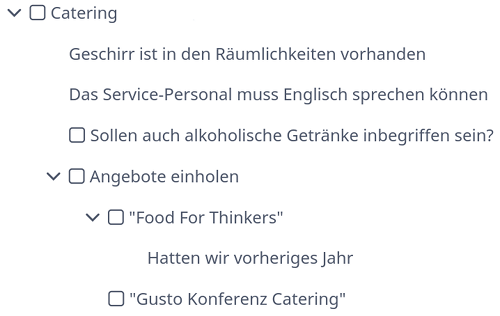 Catering
Geschirr ist in den Räumlichkeiten vorhanden
Das Service-Personal muss Englisch sprechen können
Sollen auch alkoholische Getränke inbegriffen sein?
Angebote einholen
"Food For Thinkers"
Hatten wir vorheriges Jahr
"Gusto Konferenz Catering"